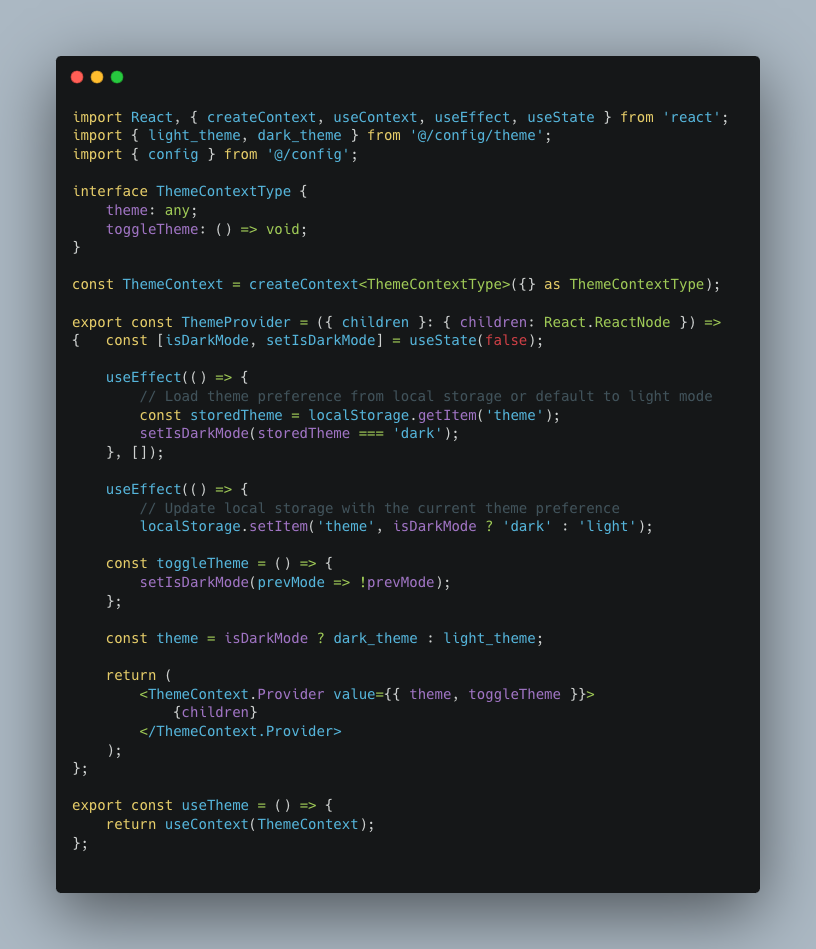 import React, { createContext, useContext, useEffect, useState } from 'react';
import { light_theme, dark_theme } from '@/config/theme';
import { config } from '@/config';

interface ThemeContextType {
    theme: any;
    toggleTheme: () => void;
}

const ThemeContext = createContext<ThemeContextType>({} as ThemeContextType);

export const ThemeProvider = ({ children }: { children: React.ReactNode }) =>
{   const [isDarkMode, setIsDarkMode] = useState(false);

    useEffect(() => {
        // Load theme preference from local storage or default to light mode
        const storedTheme = localStorage.getItem('theme');
        setIsDarkMode(storedTheme === 'dark');
    }, []);

    useEffect(() => {
        // Update local storage with the current theme preference
        localStorage.setItem('theme', isDarkMode ? 'dark' : 'light');

    const toggleTheme = () => {
        setIsDarkMode(prevMode => !prevMode);
    };

    const theme = isDarkMode ? dark_theme : light_theme;

    return (
        <ThemeContext.Provider value={{ theme, toggleTheme }}>
            {children}
        </ThemeContext.Provider>
    );
};

export const useTheme = () => {
    return useContext(ThemeContext);
};